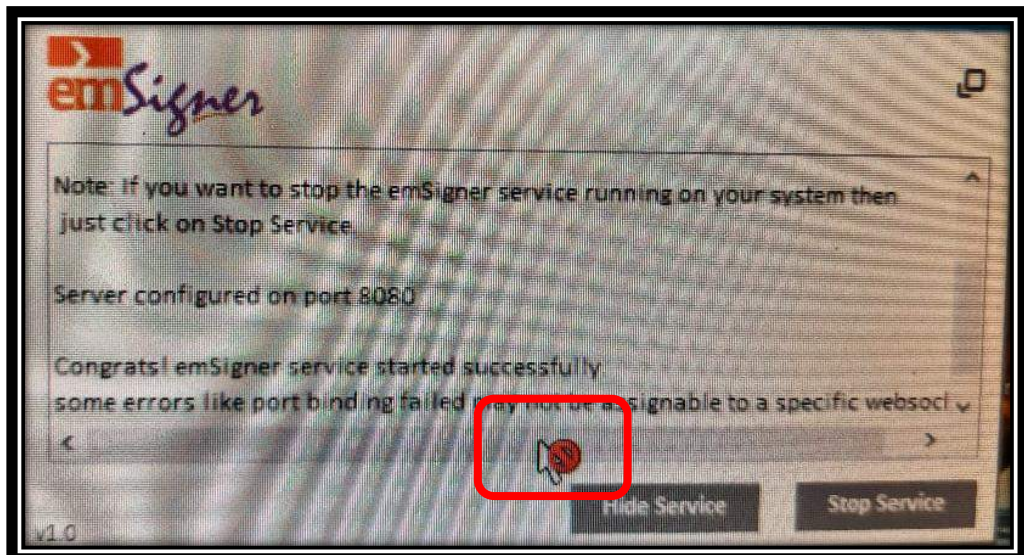 emSigner
Note: If you want to stop the emSigner service running on your system then
just click on Stop Service.
Server configured on port 8080
Congrats! emSigner service started successfully
some errors like port binding failed may not be assignable to a specific websocl
Hide Service
Stop Service
v1.0